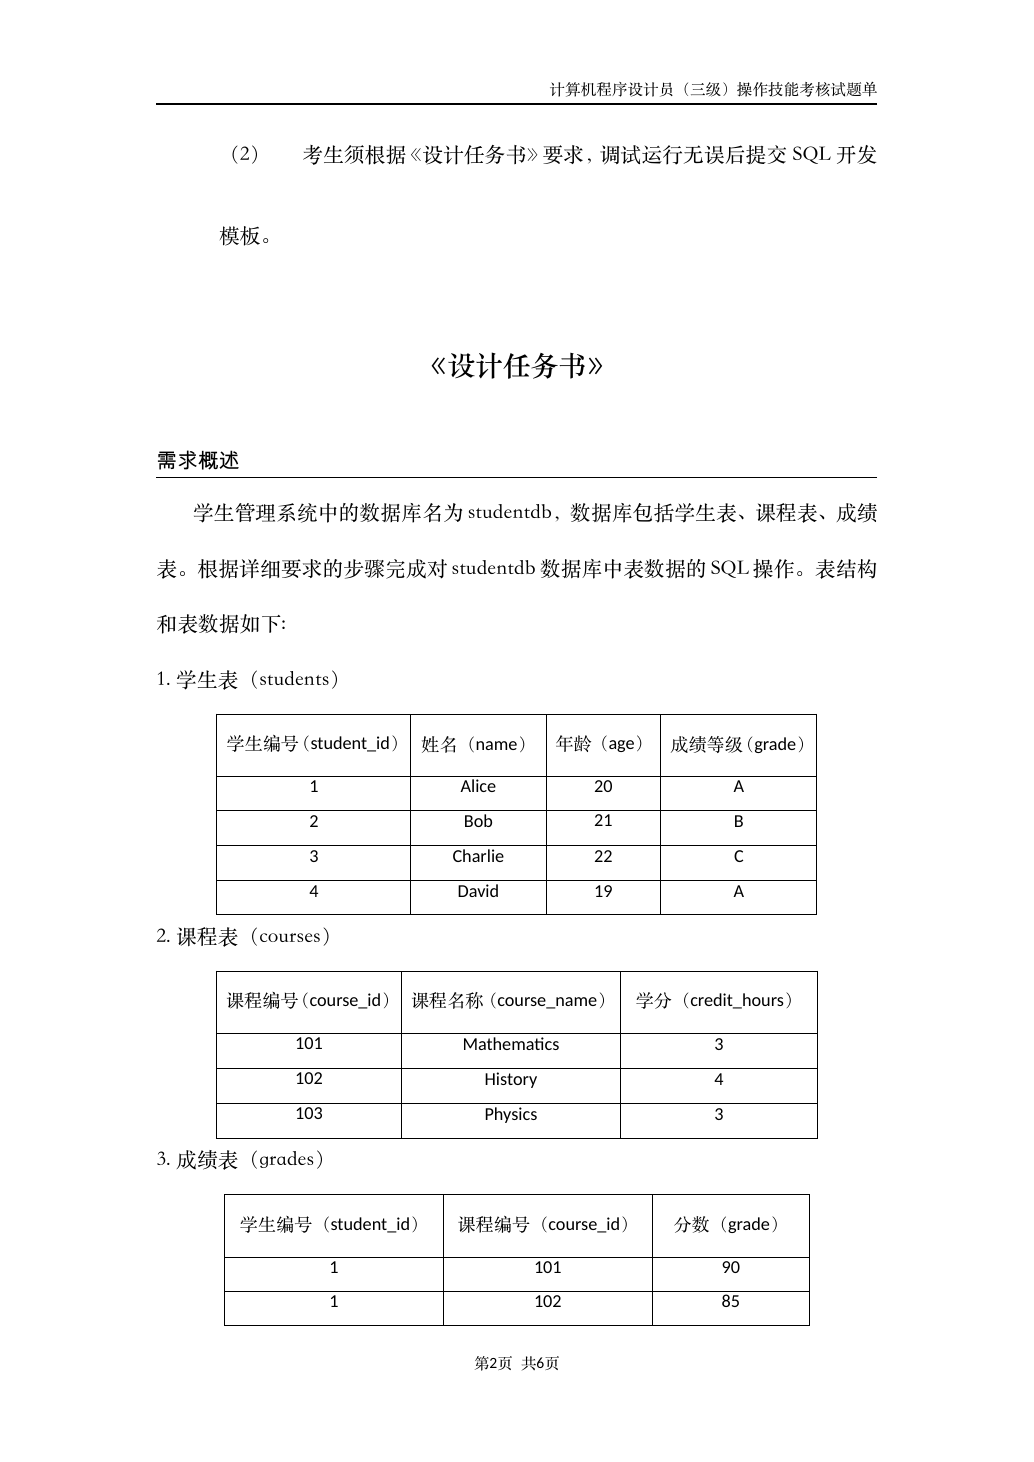 计算机程序设计员（三级）操作技能考核试题单
（2） 考生须根据《设计任务书》要求，调试运行无误后提交 SQL 开发
模板。
《设计任务书》
需求概述
学生管理系统中的数据库名为 studentdb，数据库包括学生表、课程表、成绩
表。根据详细要求的步骤完成对 studentdb 数据库中表数据的 SQL 操作。表结构
和表数据如下:
1. 学生表（students）
学生编号（student_id） 姓名（name） 年龄（age） 成绩等级（grade）
1 Alice 20 A
2 Bob 21 B
3 Charlie 22 C
4 David 19 A
2. 课程表（courses）
课程编号（course_id） 课程名称（course_name） 学分（credit_hours）
101 Mathematics 3
102 History 4
103 Physics 3
3. 成绩表（grades）
学生编号（student_id） 课程编号（course_id） 分数（grade）
1 101 90
1 102 85
第2页 共6页